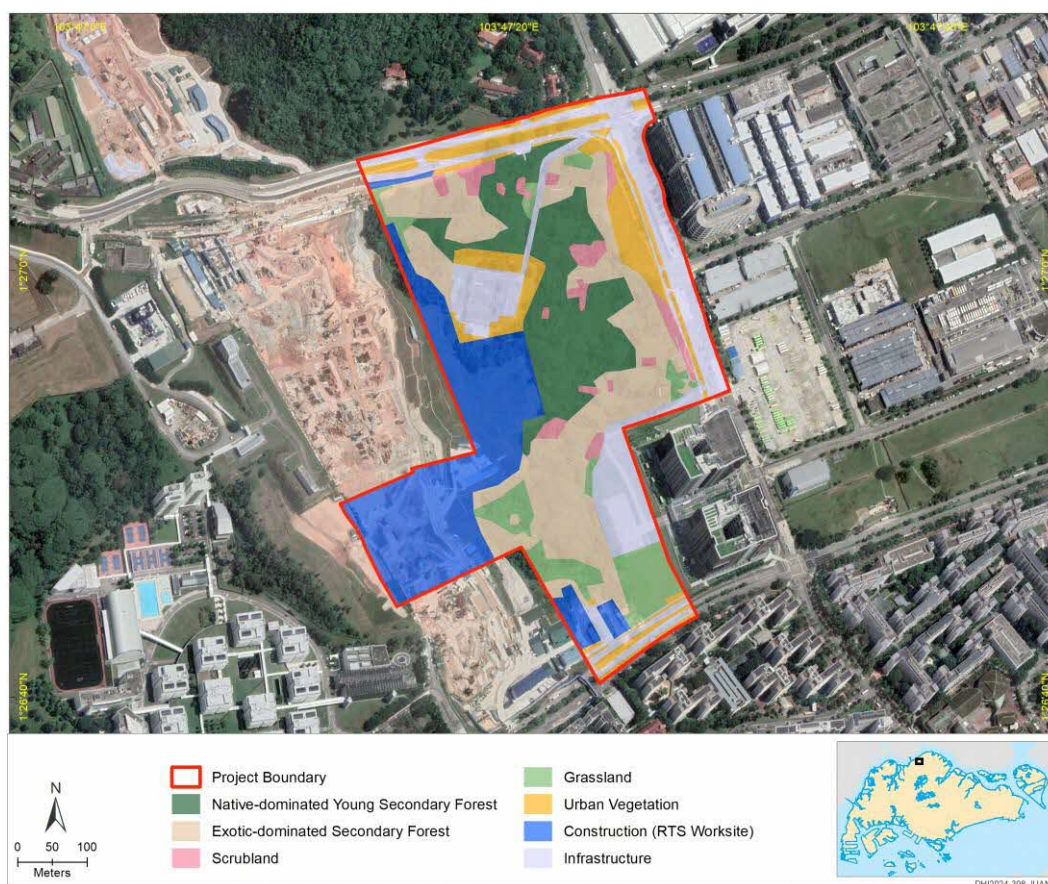 103°47'0"E
103°47'20"E
1°27'0"N
1°27'0"N
1°26'40"N
1°26'40"N
N
0 50 100
Meters
Project Boundary
Native-dominated Young Secondary Forest
Exotic-dominated Secondary Forest
Scrubland
Grassland
Urban Vegetation
Construction (RTS Worksite)
Infrastructure